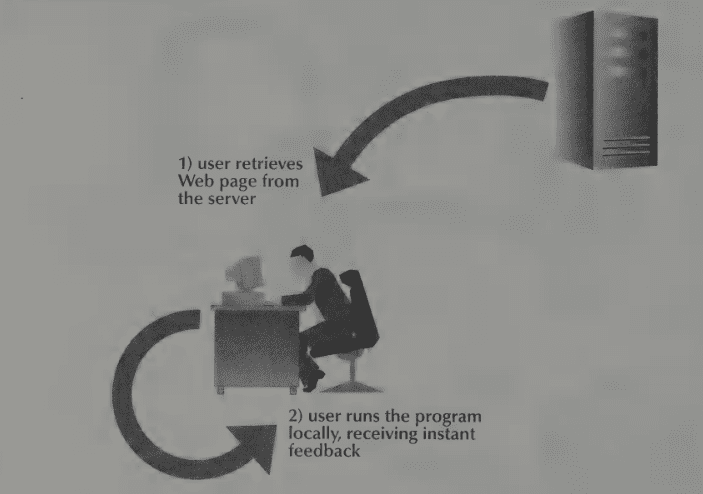 1) user retrieves
Web page from
the server
2) user runs the program
locally, receiving instant
feedback